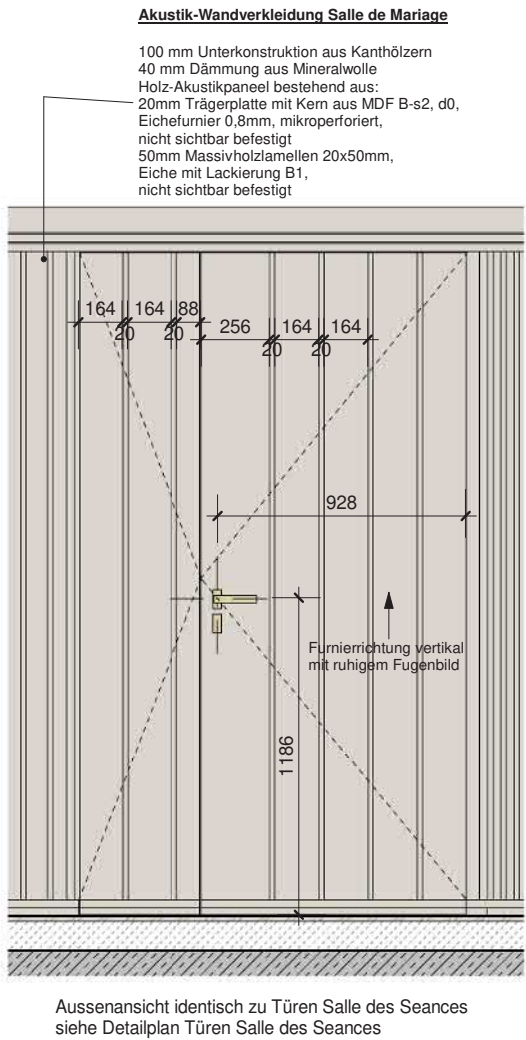 Akustik-Wandverkleidung Salle de Mariage
100 mm Unterkonstruktion aus Kanthölzern
40 mm Dämmung aus Mineralwolle
Holz-Akustikpaneel bestehend aus:
20mm Trägerplatte mit Kern aus MDF B-s2, d0,
Eichefurnier 0,8mm, mikroperforiert,
nicht sichtbar befestigt
50mm Massivholzlamellen 20x50mm,
Eiche mit Lackierung B1,
nicht sichtbar befestigt
164 164 88
20 20
256 164 164
20 20
928
Furnierrichtung vertikal
mit ruhigem Fugenbild
1186
Aussenansicht identisch zu Türen Salle des Seances
siehe Detailplan Türen Salle des Seances